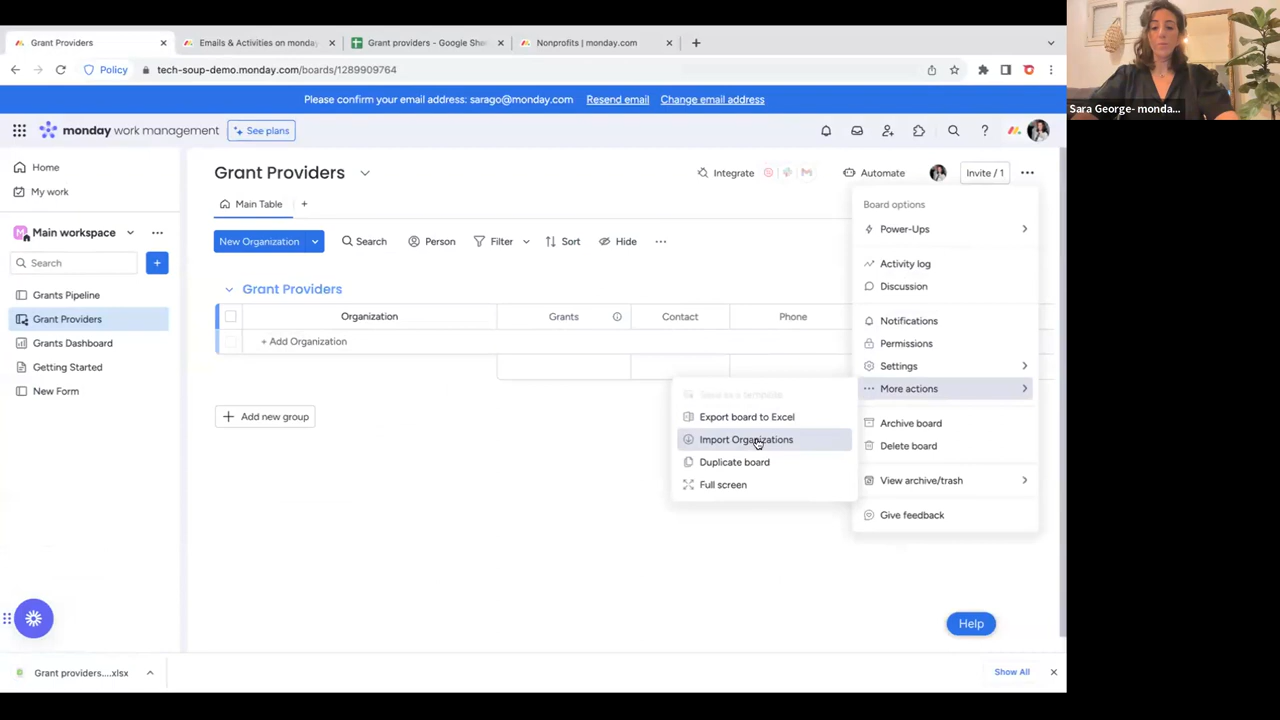 Grant Providers
Emails & Activities on monday
Grant providers - Google She
Nonprofits | monday.com
Policy
tech-soup-demo.monday.com/boards/1289909764
Sara George- monda...
Please confirm your email address: sarago@monday.com Resend email Change email address
monday work management
See plans
Home
My work
Main workspace
Search
Grants Pipeline
Grant Providers
Grants Dashboard
Getting Started
New Form
Grant Providers
Integrate
Automate
Invite / 1
Main Table
New Organization
Search
Person
Filter
Sort
Hide
Grant Providers
Organization
Grants
Contact
Phone
+ Add Organization
Add new group
Board options
Power-Ups
Activity log
Discussion
Notifications
Permissions
Settings
More actions
Archive board
Delete board
View archive/trash
Give feedback
Save as a template
Export board to Excel
Import Organizations
Duplicate board
Full screen
Help
Grant providers....xlsx
Show All